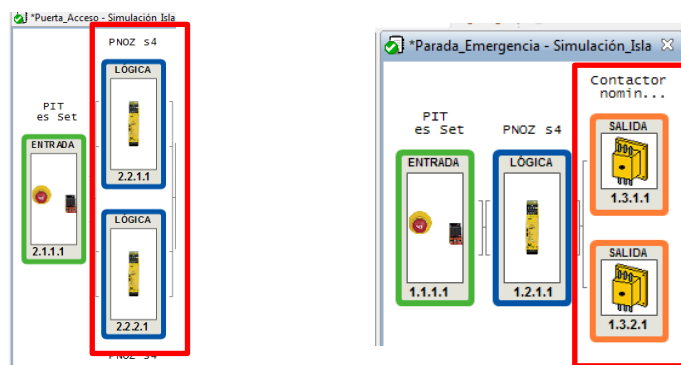 *Puerta_Acceso - Simulación Isla
PNOZ s4
LÓGICA
PIT
es Set
ENTRADA
2.2.1.1
LÓGICA
2.1.1.1
2.2.2.1
PNOZ s4
*Parada_Emergencia - Simulación_Isla
Contactor
nomin...
PIT
es Set
PNOZ s4
SALIDA
ENTRADA
LÓGICA
1.3.1.1
SALIDA
1.1.1.1
1.2.1.1
1.3.2.1